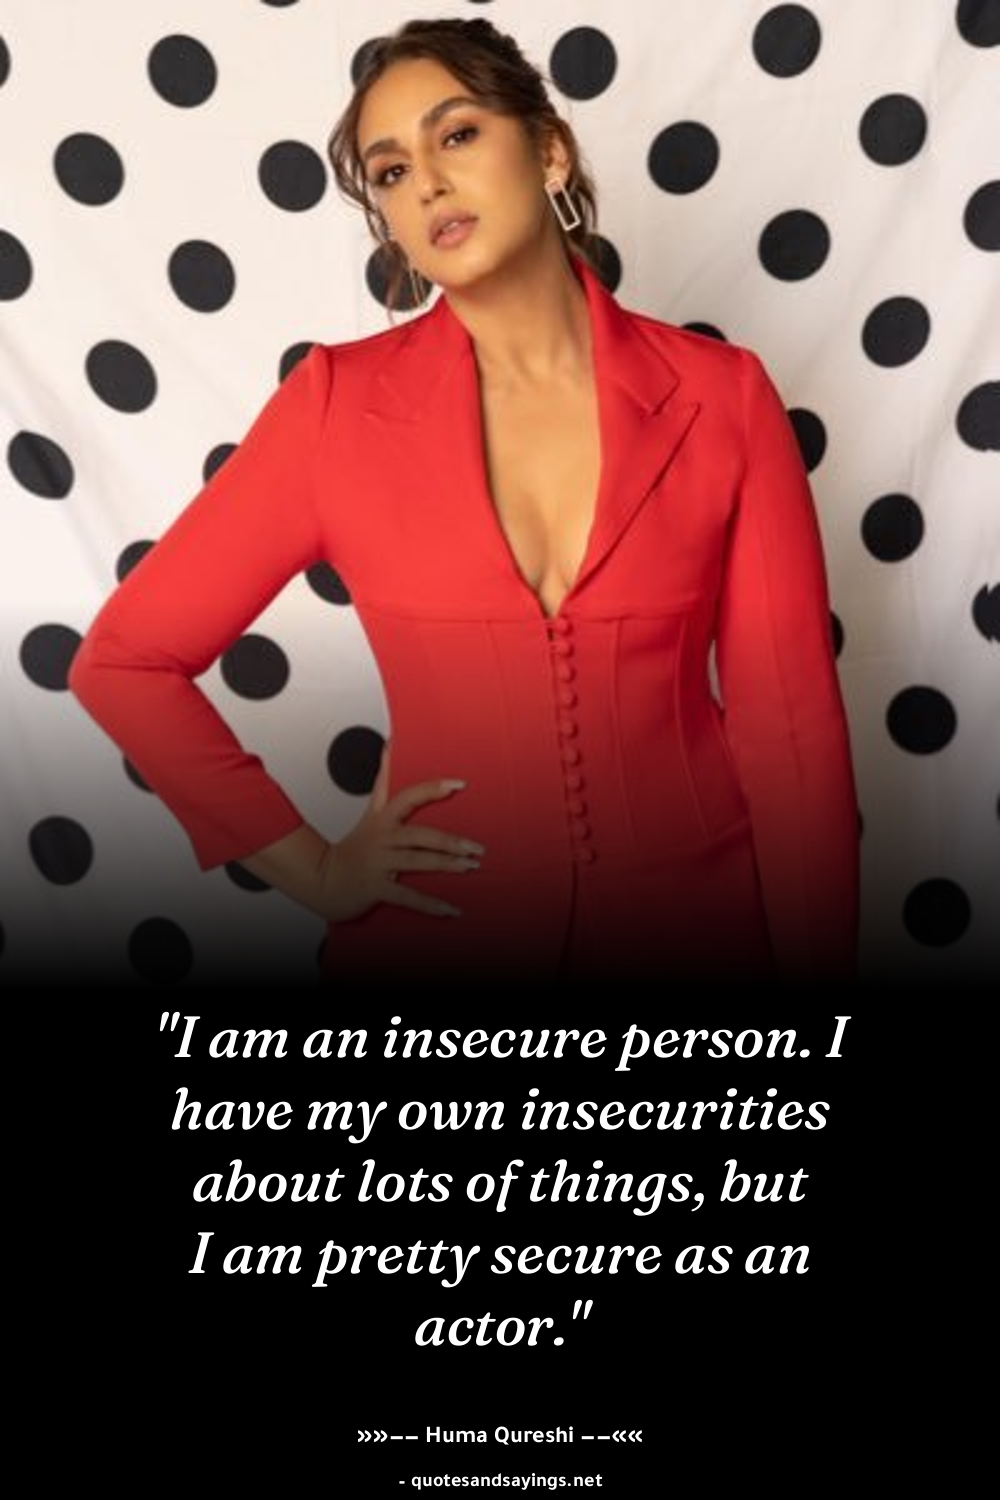 "I am an insecure person. I
have my own insecurities
about lots of things, but
I am pretty secure as an
actor."
»»−− Huma Qureshi −−««
- quotesandsayings.net